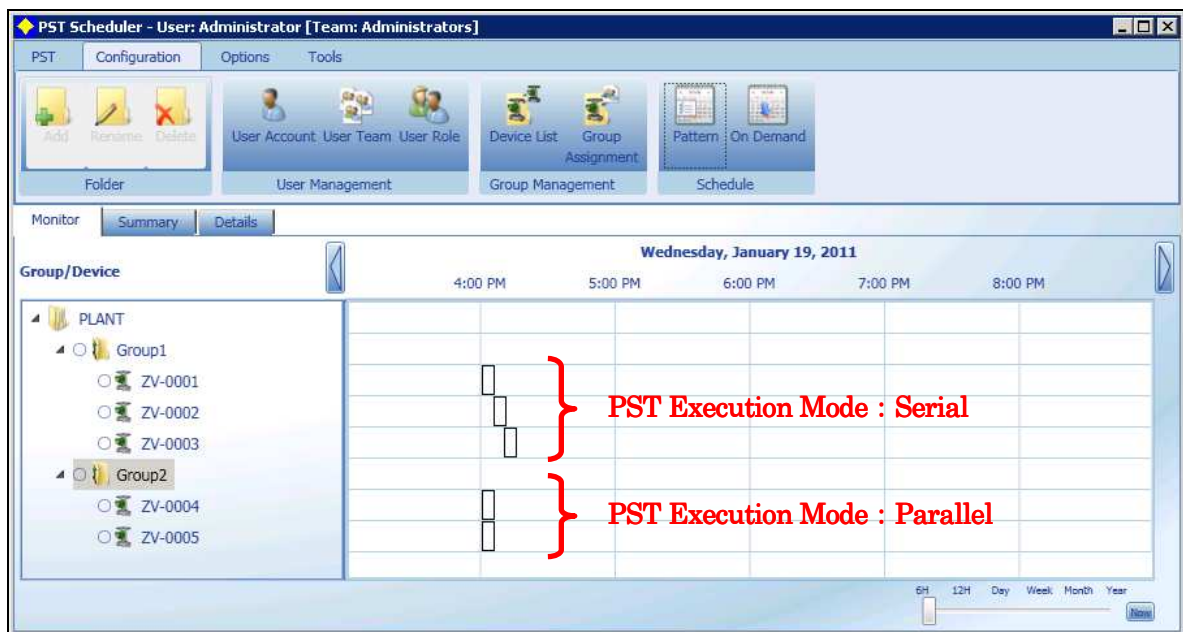 PST Scheduler - User: Administrator [Team: Administrators]
PST Configuration Options Tools
Add Rename Delete User Account User Team User Role Device List Group Assignment Pattern On Demand
Folder User Management Group Management Schedule
Monitor Summary Details
Wednesday, January 19, 2011
Group/Device
4:00 PM 5:00 PM 6:00 PM 7:00 PM 8:00 PM
PLANT
Group1
ZV-0001
ZV-0002
PST Execution Mode : Serial
ZV-0003
Group2
ZV-0004
PST Execution Mode : Parallel
ZV-0005
6H 12H Day Week Month Year
Now